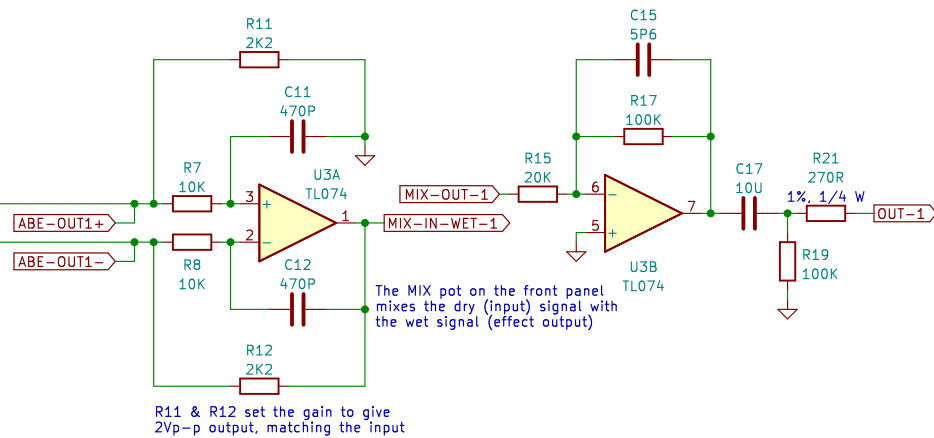 R11
2K2
C11
470P
R7
10K
U3A
TL074
3
+
1
2
-
ABE-OUT1+
ABE-OUT1-
R8
10K
C12
470P
R12
2K2
MIX-IN-WET-1
The MIX pot on the front panel
mixes the dry (input) signal with
the wet signal (effect output)
R11 & R12 set the gain to give
2Vp-p output, matching the input
C15
5P6
R17
100K
R15
20K
MIX-OUT-1
6
-
7
5
+
U3B
TL074
C17
10U
R21
270R
1%, 1/4 W
OUT-1
R19
100K